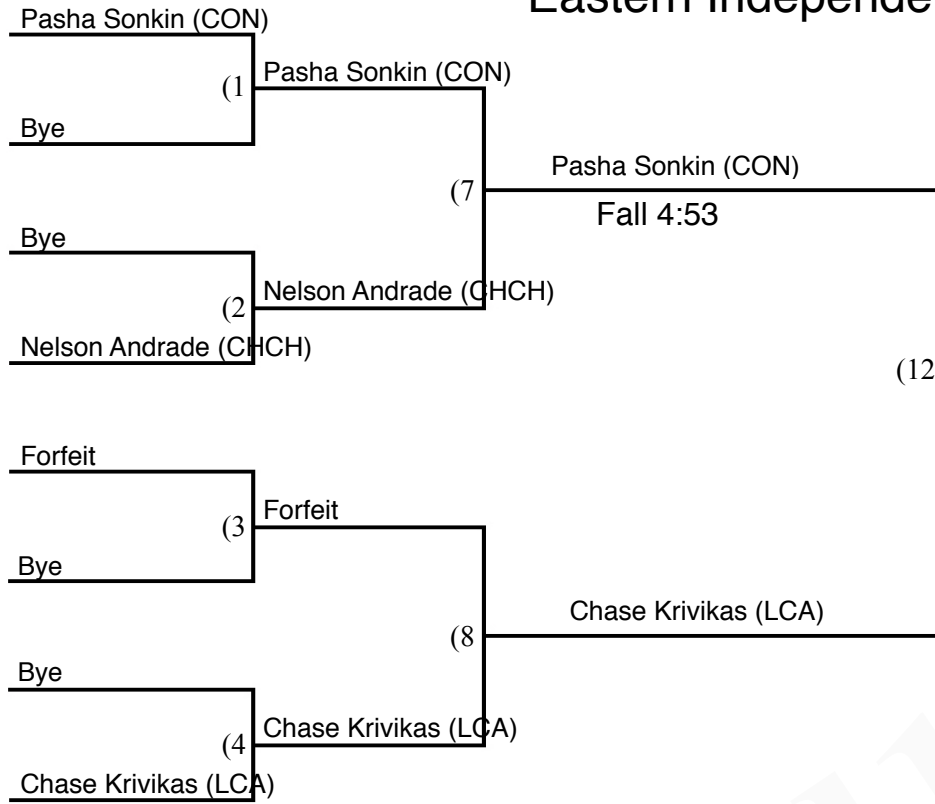 Eastern Independe
Pasha Sonkin (CON)
(1
Pasha Sonkin (CON)
Bye
Pasha Sonkin (CON)
(7
Fall 4:53
Bye
Nelson Andrade (CHCH)
(2
Nelson Andrade (CHCH)
(12
Forfeit
Forfeit
(3
Bye
Chase Krivikas (LCA)
(8
Bye
Chase Krivikas (LCA)
(4
Chase Krivikas (LCA)